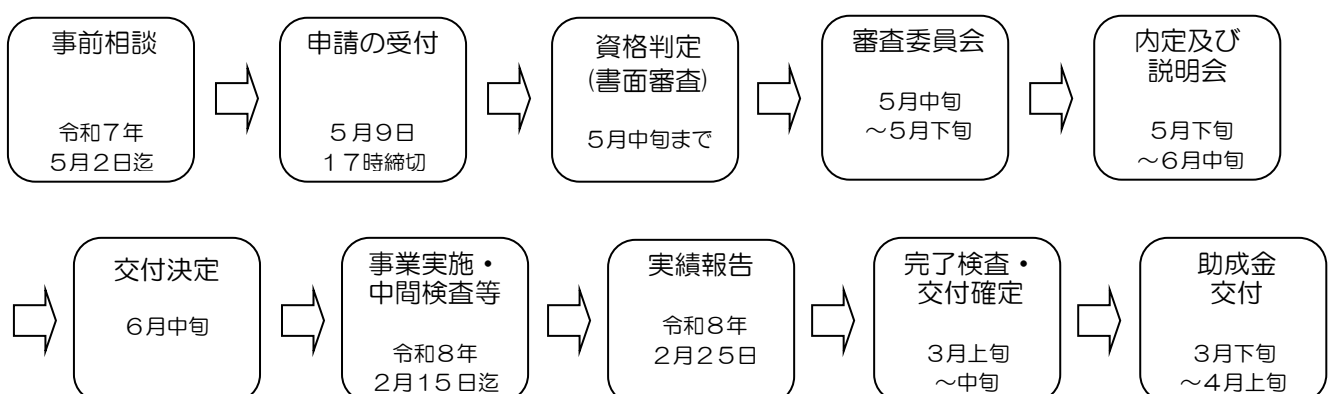 事前相談
令和７年
５月２日迄
申請の受付
５月９日
１７時締切
資格判定
(書面審査)
５月中旬まで
審査委員会
５月中旬
～５月下旬
内定及び
説明会
５月下旬
～６月中旬
交付決定
６月中旬
事業実施・
中間検査等
令和８年
２月１５日迄
実績報告
令和８年
２月２５日
完了検査・
交付確定
３月上旬
～中旬
助成金
交付
３月下旬
～４月上旬